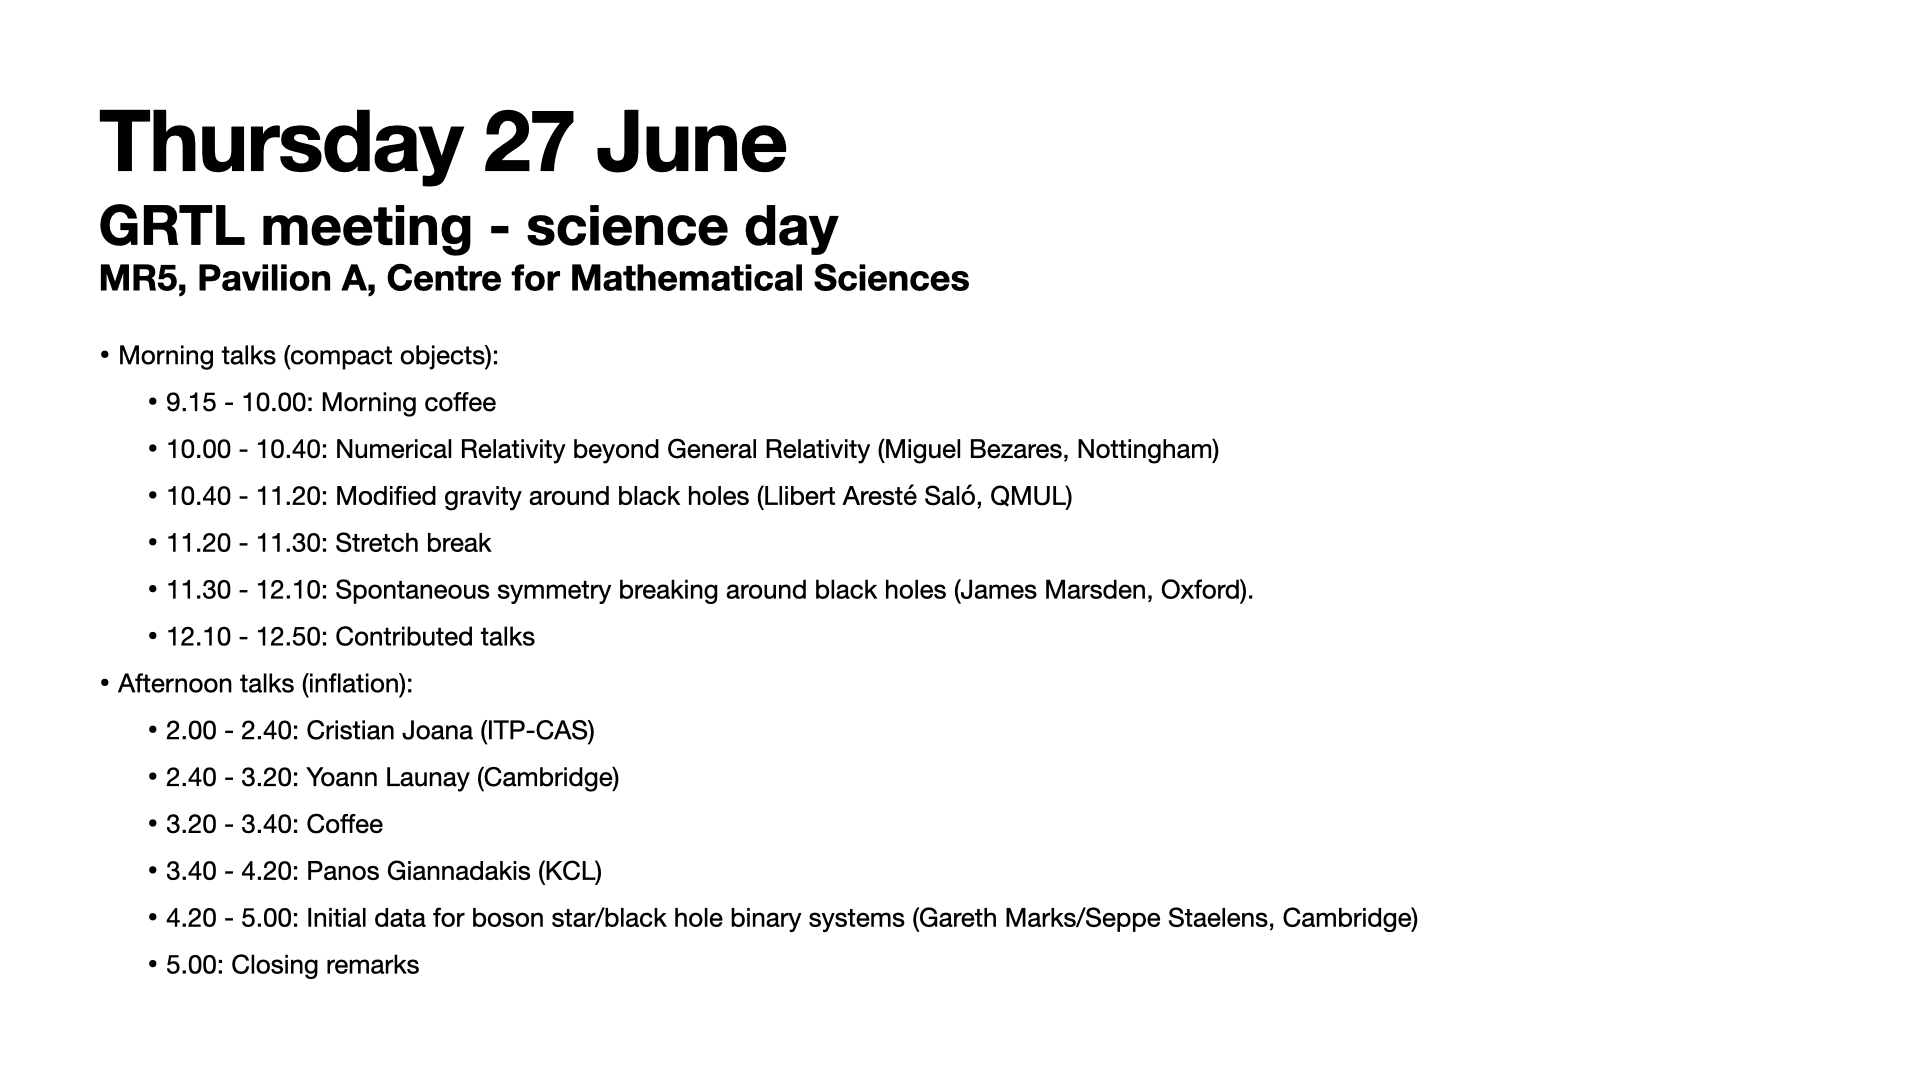 Thursday 27 June
GRTL meeting - science day
MR5, Pavilion A, Centre for Mathematical Sciences
• Morning talks (compact objects):
• 9.15 - 10.00: Morning coffee
• 10.00 - 10.40: Numerical Relativity beyond General Relativity (Miguel Bezares, Nottingham)
• 10.40 - 11.20: Modified gravity around black holes (Llibert Aresté Saló, QMUL)
• 11.20 - 11.30: Stretch break
• 11.30 - 12.10: Spontaneous symmetry breaking around black holes (James Marsden, Oxford).
• 12.10 - 12.50: Contributed talks
• Afternoon talks (inflation):
• 2.00 - 2.40: Cristian Joana (ITP-CAS)
• 2.40 - 3.20: Yoann Launay (Cambridge)
• 3.20 - 3.40: Coffee
• 3.40 - 4.20: Panos Giannadakis (KCL)
• 4.20 - 5.00: Initial data for boson star/black hole binary systems (Gareth Marks/Seppe Staelens, Cambridge)
• 5.00: Closing remarks